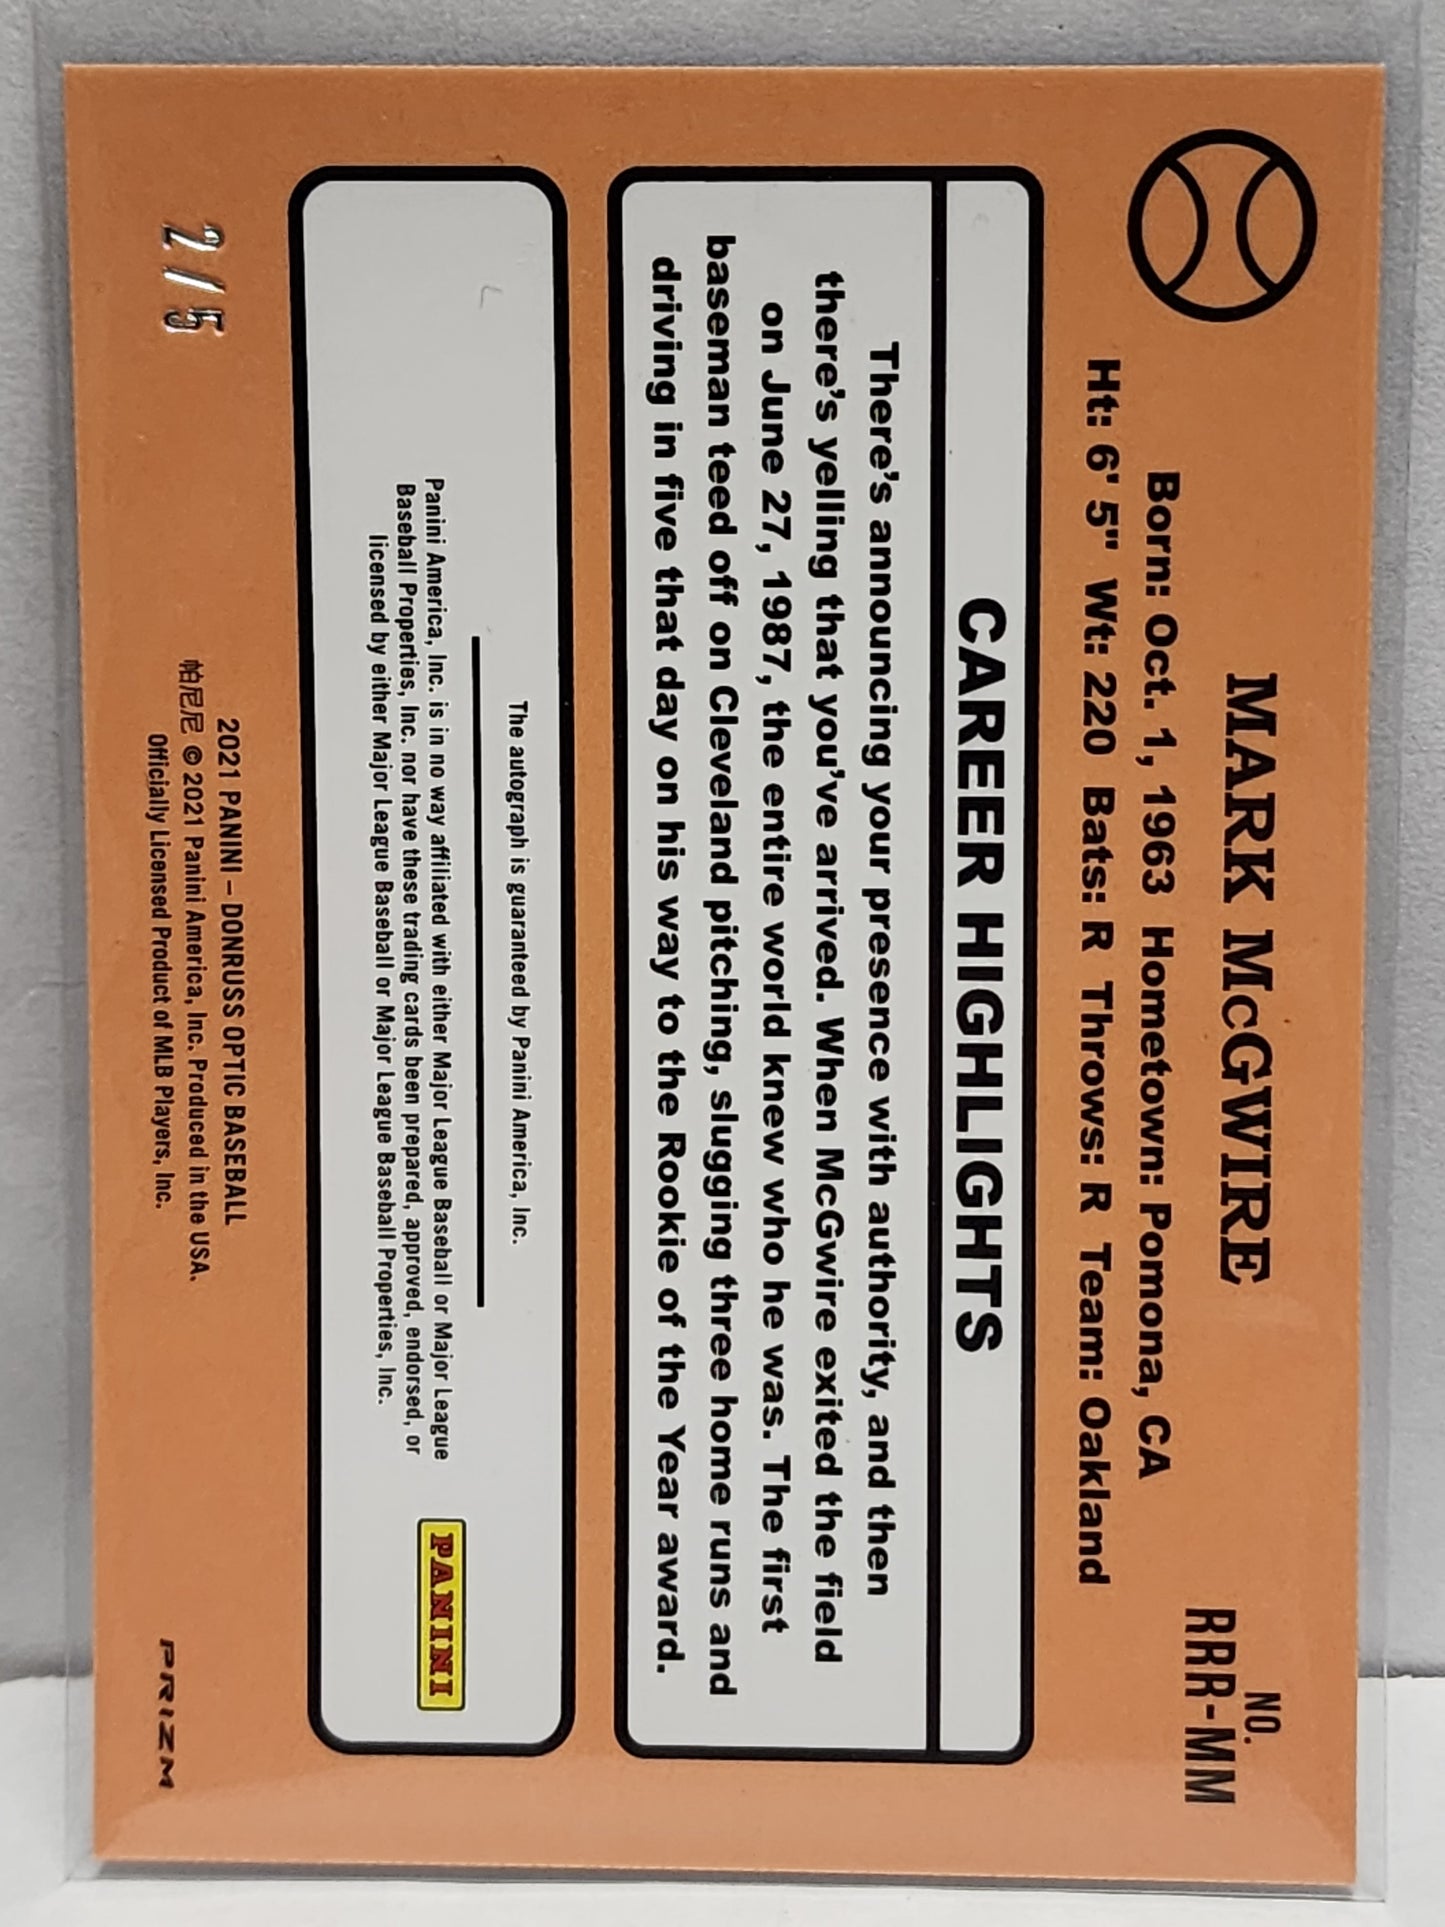 MARK McGWIRE
NO.
RRR-MM
Born: Oct. 1, 1963 Hometown: Pomona, CA
Ht: 6' 5" Wt: 220 Bats: R Throws: R Team: Oakland
CAREER HIGHLIGHTS
There's announcing your presence with authority, and then
there's yelling that you've arrived. When McGwire exited the field
on June 27, 1987, the entire world knew who he was. The first
baseman teed off on Cleveland pitching, slugging three home runs and
driving in five that day on his way to the Rookie of the Year award.
The autograph is guaranteed by Panini America, Inc.
Panini America, Inc. is in no way affiliated with either Major League Baseball or Major League
Baseball Properties, Inc. nor have these trading cards been prepared, approved, endorsed, or
licensed by either Major League Baseball or Major League Baseball Properties, Inc.
PANINI
2/5
2021 PANINI – DONRUSS OPTIC BASEBALL
帕尼尼 © 2021 Panini America, Inc. Produced in the USA.
Officially Licensed Product of MLB Players, Inc.
PRIZM